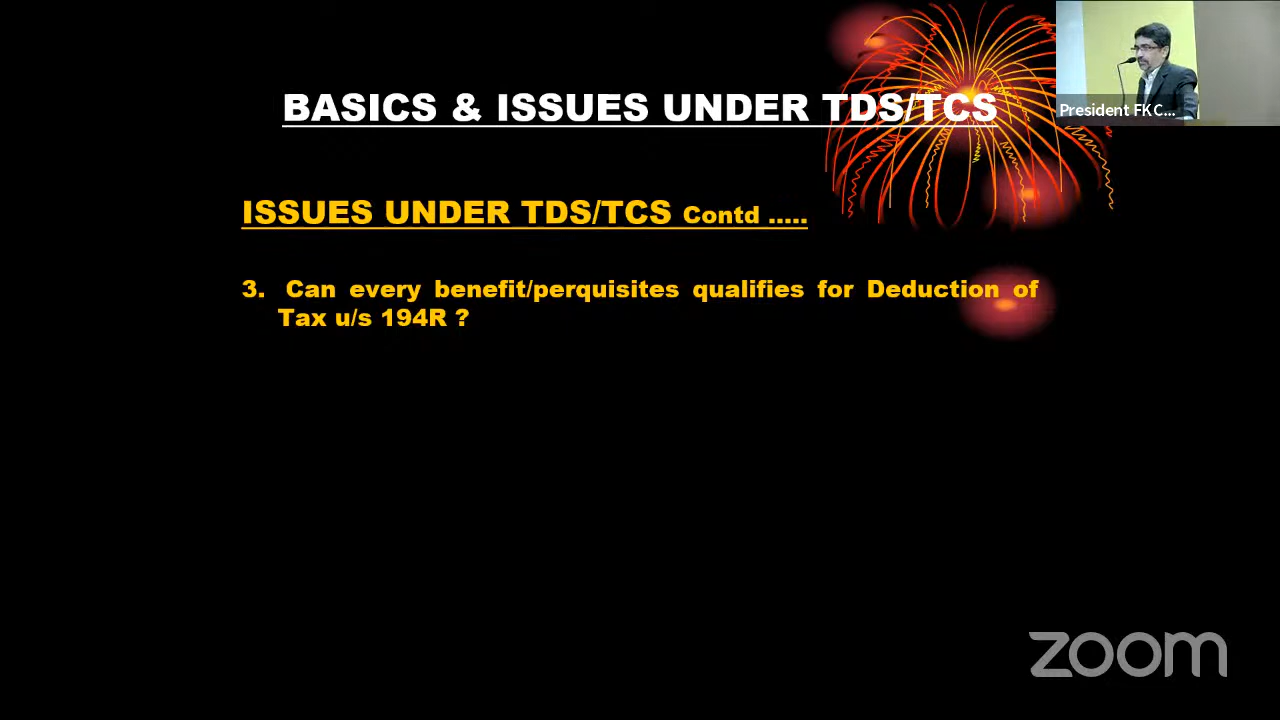 BASICS & ISSUES UNDER TDS/TCS
President FKC...
ISSUES UNDER TDS/TCS Contd .....
3. Can every benefit/perquisites qualifies for Deduction of
Tax u/s 194R ?
zoom